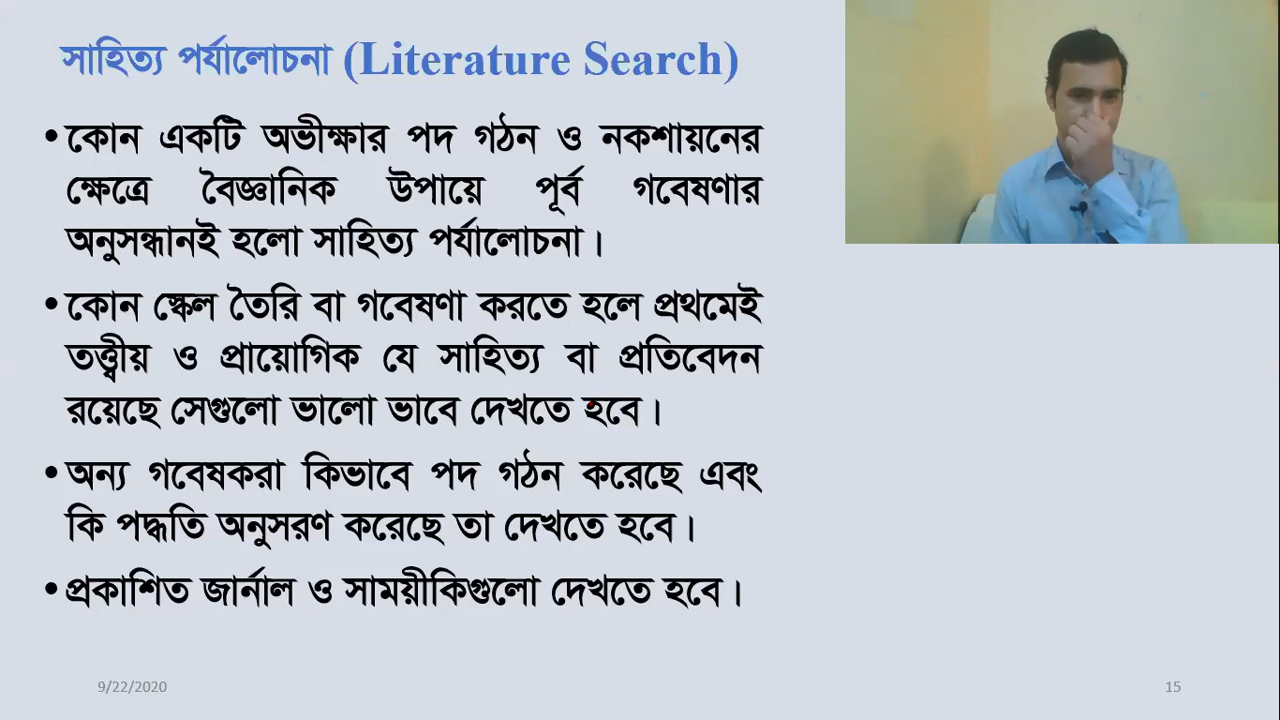 সাহিত্য পর্যালোচনা (Literature Search)
•কোন একটি অভীক্ষার পদ গঠন ও নকশায়নের
ক্ষেত্রে বৈজ্ঞানিক উপায়ে পূর্ব গবেষণার
অনুসন্ধানই হলো সাহিত্য পর্যালোচনা।
•কোন স্কেল তৈরি বা গবেষণা করতে হলে প্রথমেই
তত্ত্বীয় ও প্রায়োগিক যে সাহিত্য বা প্রতিবেদন
রয়েছে সেগুলো ভালো ভাবে দেখতে হবে।
•অন্য গবেষকরা কিভাবে পদ গঠন করেছে এবং
কি পদ্ধতি অনুসরণ করেছে তা দেখতে হবে।
•প্রকাশিত জার্নাল ও সাময়ীকিগুলো দেখতে হবে।
9/22/2020
15